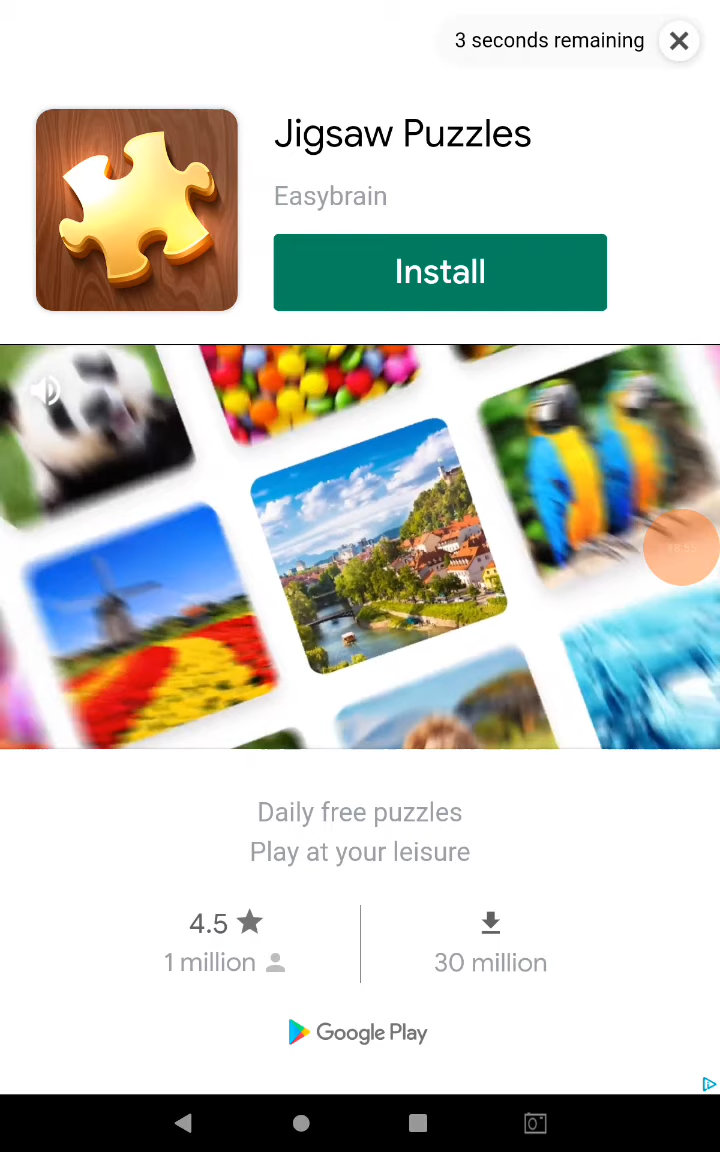 3 seconds remaining
Jigsaw Puzzles
Easybrain
Install
Daily free puzzles
Play at your leisure
4.5
1 million
30 million
Google Play